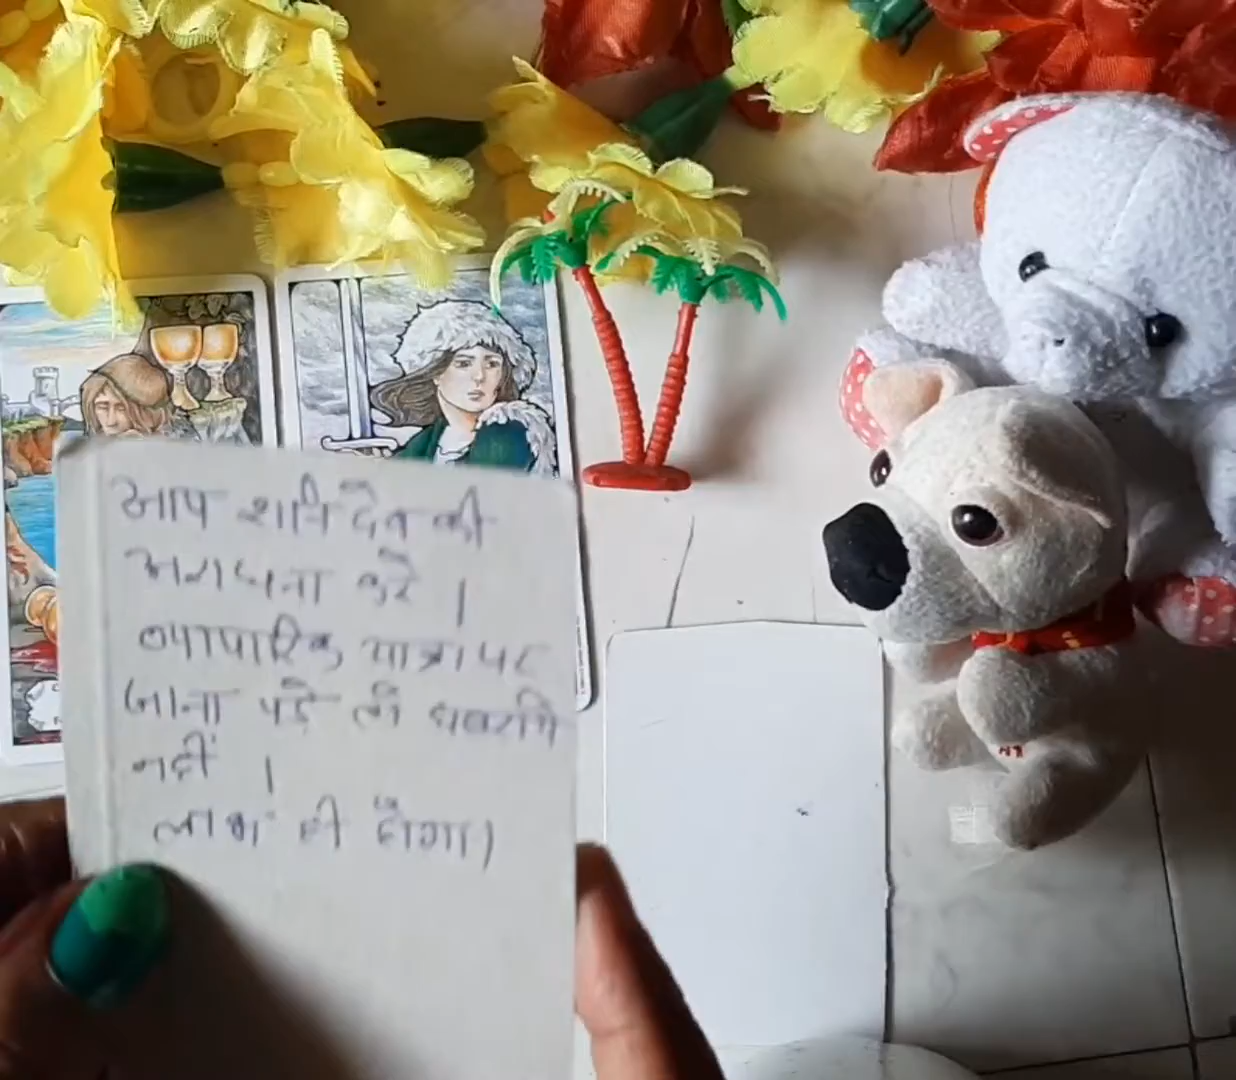 आप शनि देव की
अराधना करें ।
व्यापारिक यात्रा पर
जाना पड़े तो घबरायें
नहीं ।
लाभ ही होगा।